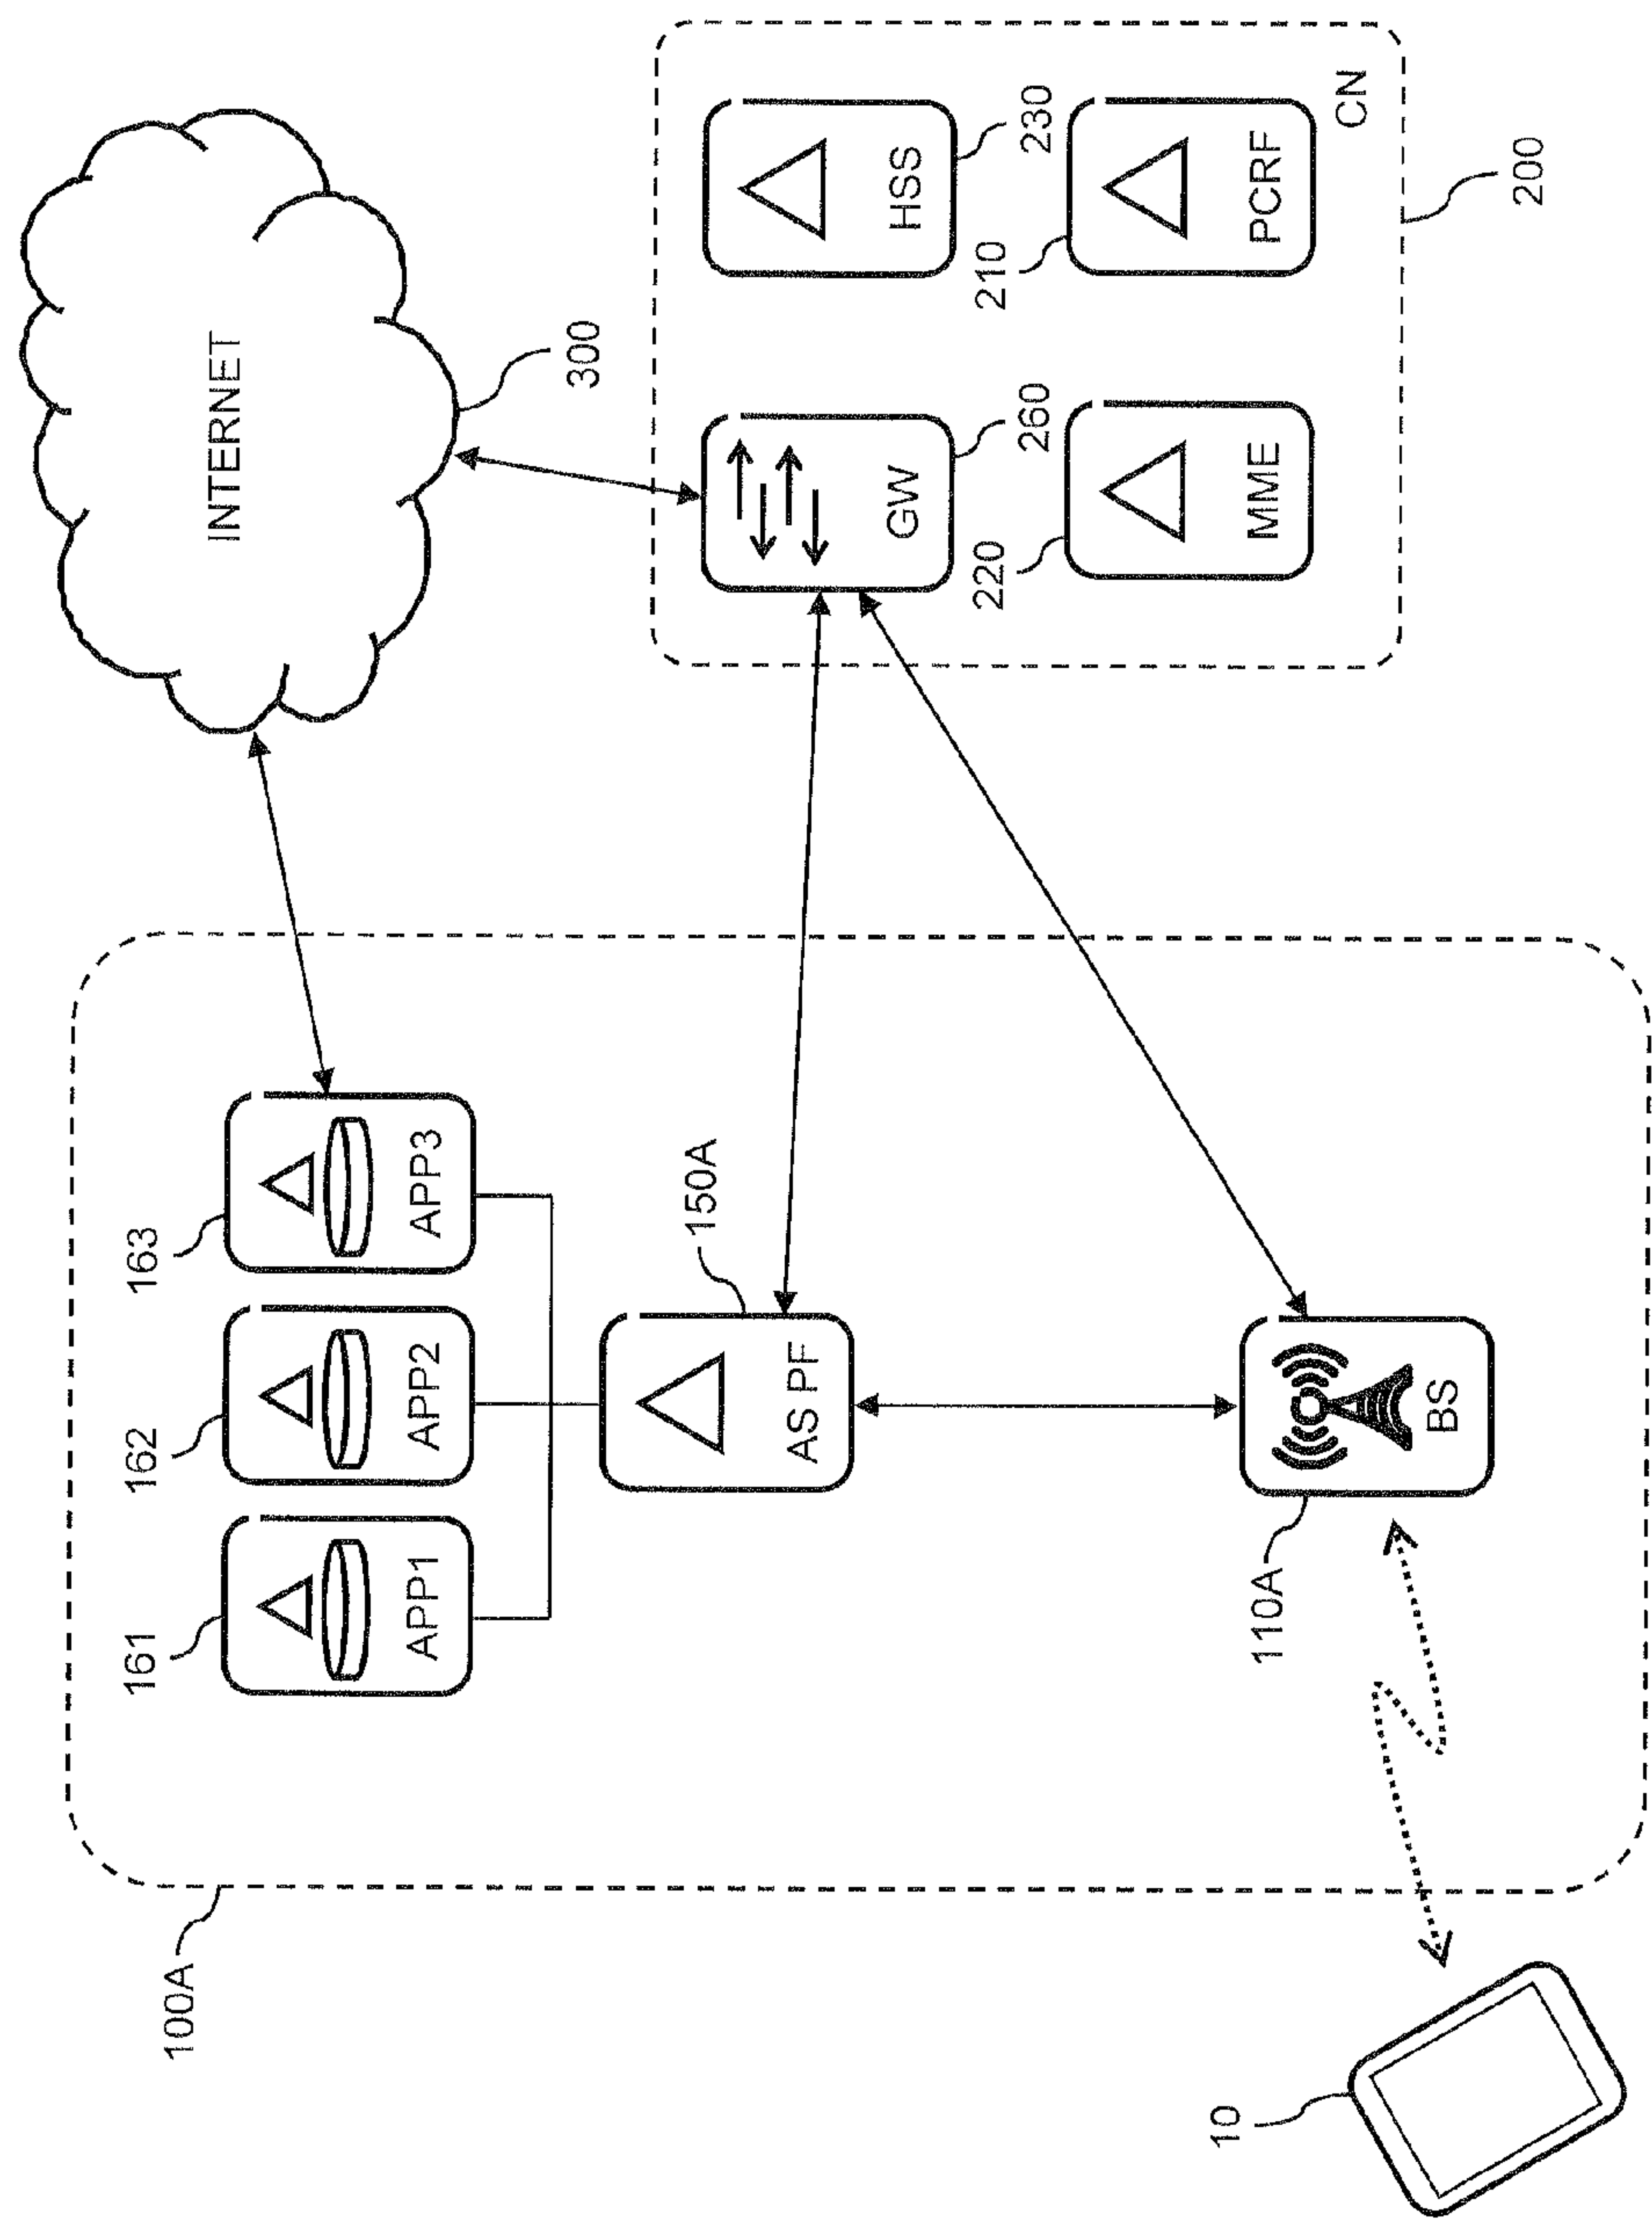 INTERNET
300
163
162
161
APP1
APP2
APP3
150A
AS PF
100A
GW
260
HSS
230
220
MME
210
PCRF
CN
200
110A
BS
10